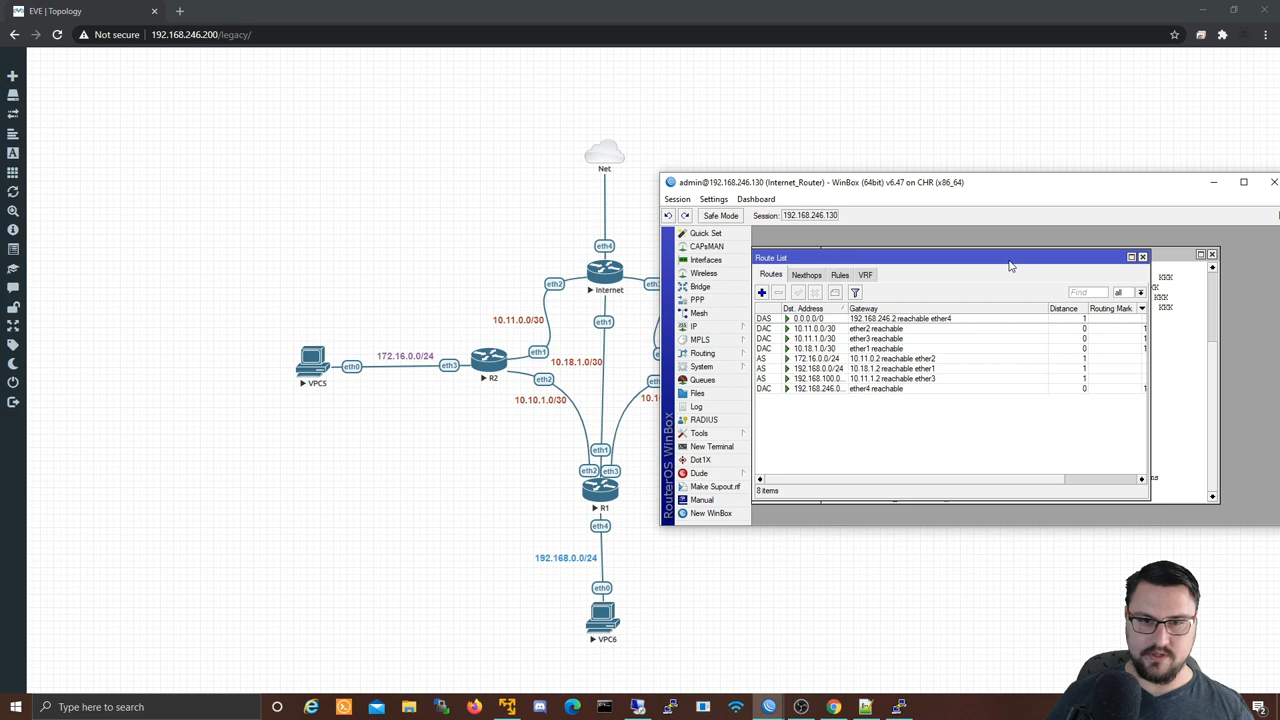 EVE | Topology
Not secure
192.168.246.200/legacy/
Net
eth4
Internet
eth2
eth1
10.11.0.0/30
172.16.0.0/24
eth0
eth3
R2
eth1
10.18.1.0/30
VPC5
eth2
10.10.1.0/30
eth1
eth2
eth3
R1
eth4
192.168.0.0/24
eth0
VPC6
admin@192.168.246.130 (Internet_Router) - WinBox (64bit) v6.47 on CHR (x86_64)
Session Settings Dashboard
Safe Mode Session: 192.168.246.130
RouterOS WinBox
Quick Set
CAPsMAN
Interfaces
Wireless
Bridge
PPP
Mesh
IP
MPLS
Routing
System
Queues
Files
Log
RADIUS
Tools
New Terminal
Dot1X
Dude
Make Supout.rif
Manual
New WinBox
Route List
Routes Nexthops Rules VRF
Find all
Dst. Address / Gateway Distance Routing Mark
DAS 0.0.0.0/0 192.168.246.2 reachable ether4 1
DAC 10.11.0.0/30 ether2 reachable 0 1
DAC 10.11.1.0/30 ether3 reachable 0 1
DAC 10.18.1.0/30 ether1 reachable 0 1
AS 172.16.0.0/24 10.11.0.2 reachable ether2 1
AS 192.168.0.0/24 10.18.1.2 reachable ether1 1
AS 192.168.100.0... 10.11.1.2 reachable ether3 1
DAC 192.168.246.0... ether4 reachable 0 1
8 items
KKK
KK
KKK
KKK
Type here to search